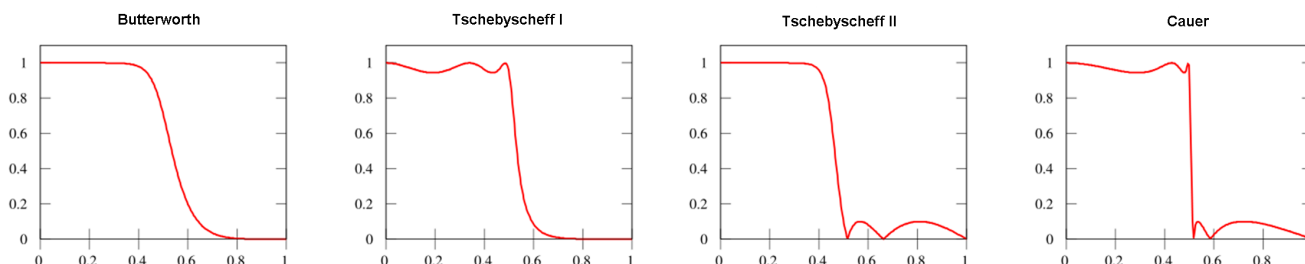 Butterworth
Tschebyscheff I
Tschebyscheff II
Cauer
1 1 1 1
0.8 0.8 0.8 0.8
0.6 0.6 0.6 0.6
0.4 0.4 0.4 0.4
0.2 0.2 0.2 0.2
0 0 0 0
0 0.2 0.4 0.6 0.8 1 0 0.2 0.4 0.6 0.8 1 0 0.2 0.4 0.6 0.8 1 0 0.2 0.4 0.6 0.8